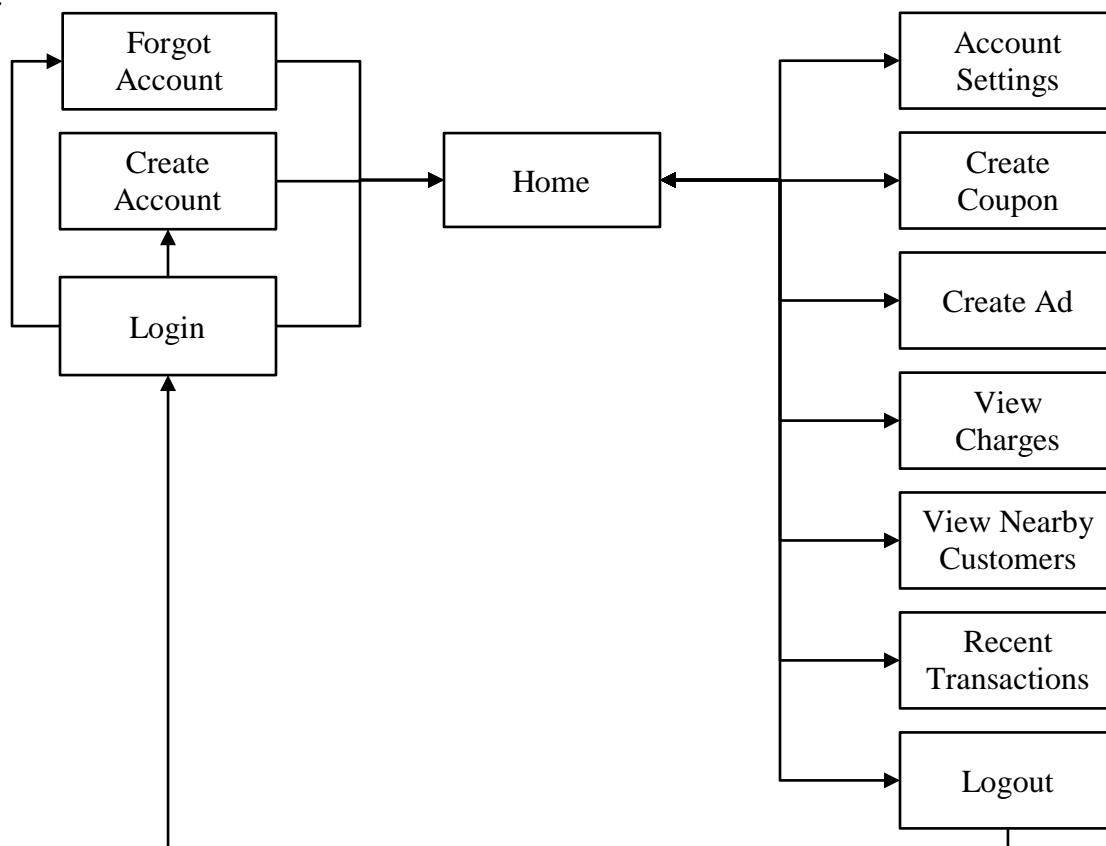 Forgot
Account
Create
Account
Login
Home
Account
Settings
Create
Coupon
Create Ad
View
Charges
View Nearby
Customers
Recent
Transactions
Logout